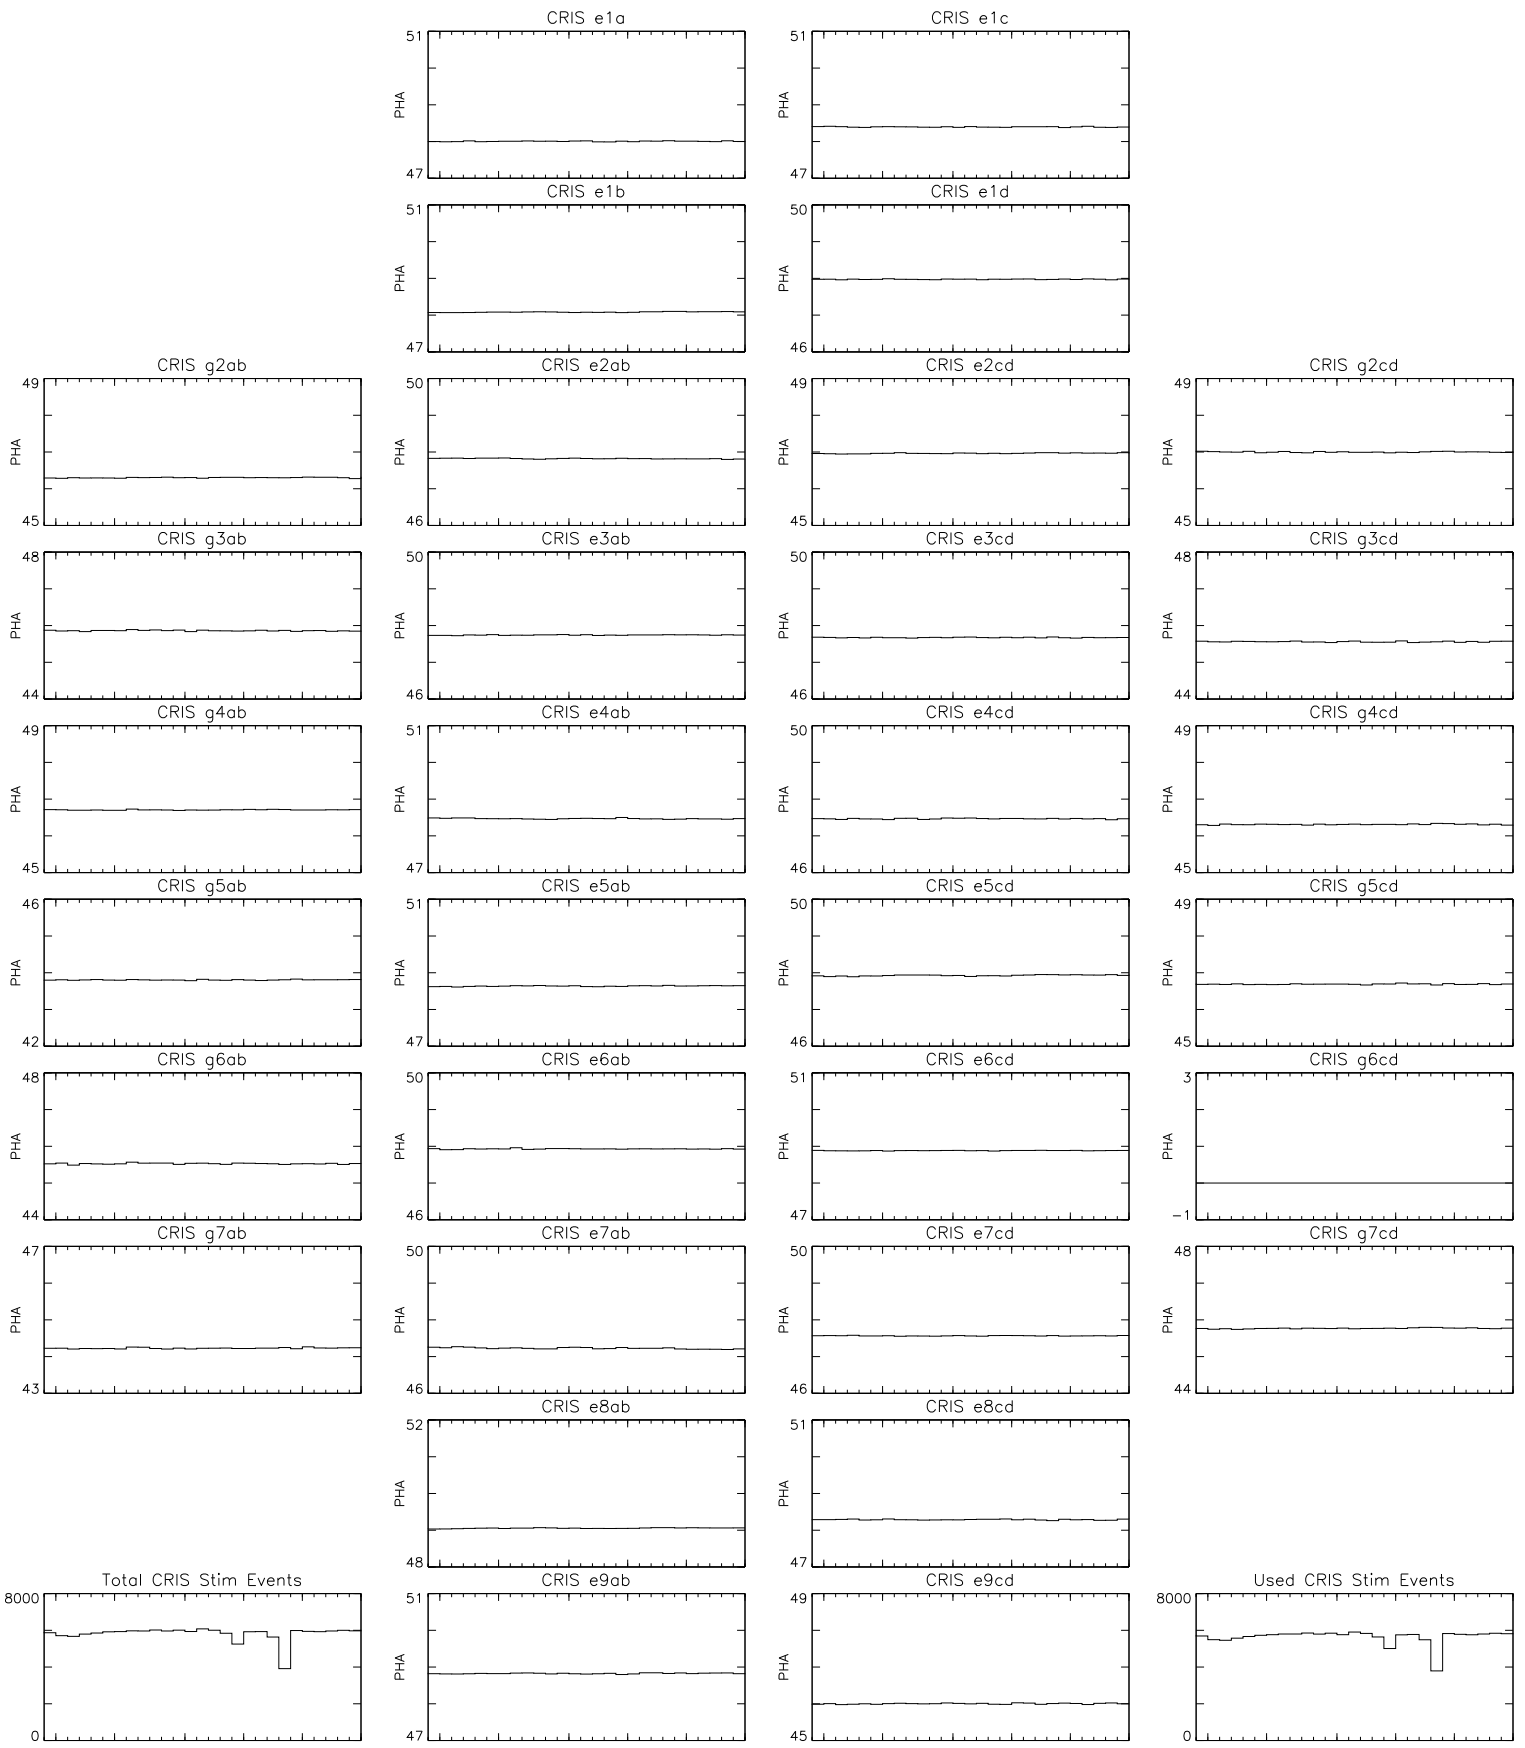 CRIS e1a
51
PHA
47
CRIS e1c
51
PHA
47
CRIS e1b
51
PHA
47
CRIS e1d
50
PHA
46
CRIS g2ab
49
PHA
45
CRIS e2ab
50
PHA
46
CRIS e2cd
49
PHA
45
CRIS g2cd
49
PHA
45
CRIS g3ab
48
PHA
44
CRIS e3ab
50
PHA
46
CRIS e3cd
50
PHA
46
CRIS g3cd
48
PHA
44
CRIS g4ab
49
PHA
45
CRIS e4ab
51
PHA
47
CRIS e4cd
50
PHA
46
CRIS g4cd
49
PHA
45
CRIS g5ab
46
PHA
42
CRIS e5ab
51
PHA
47
CRIS e5cd
50
PHA
46
CRIS g5cd
49
PHA
45
CRIS g6ab
48
PHA
44
CRIS e6ab
50
PHA
46
CRIS e6cd
51
PHA
47
CRIS g6cd
3
PHA
-1
CRIS g7ab
47
PHA
43
CRIS e7ab
50
PHA
46
CRIS e7cd
50
PHA
46
CRIS g7cd
48
PHA
44
CRIS e8ab
52
PHA
48
CRIS e8cd
51
PHA
47
Total CRIS Stim Events
8000
0
CRIS e9ab
51
PHA
47
CRIS e9cd
49
PHA
45
Used CRIS Stim Events
8000
0